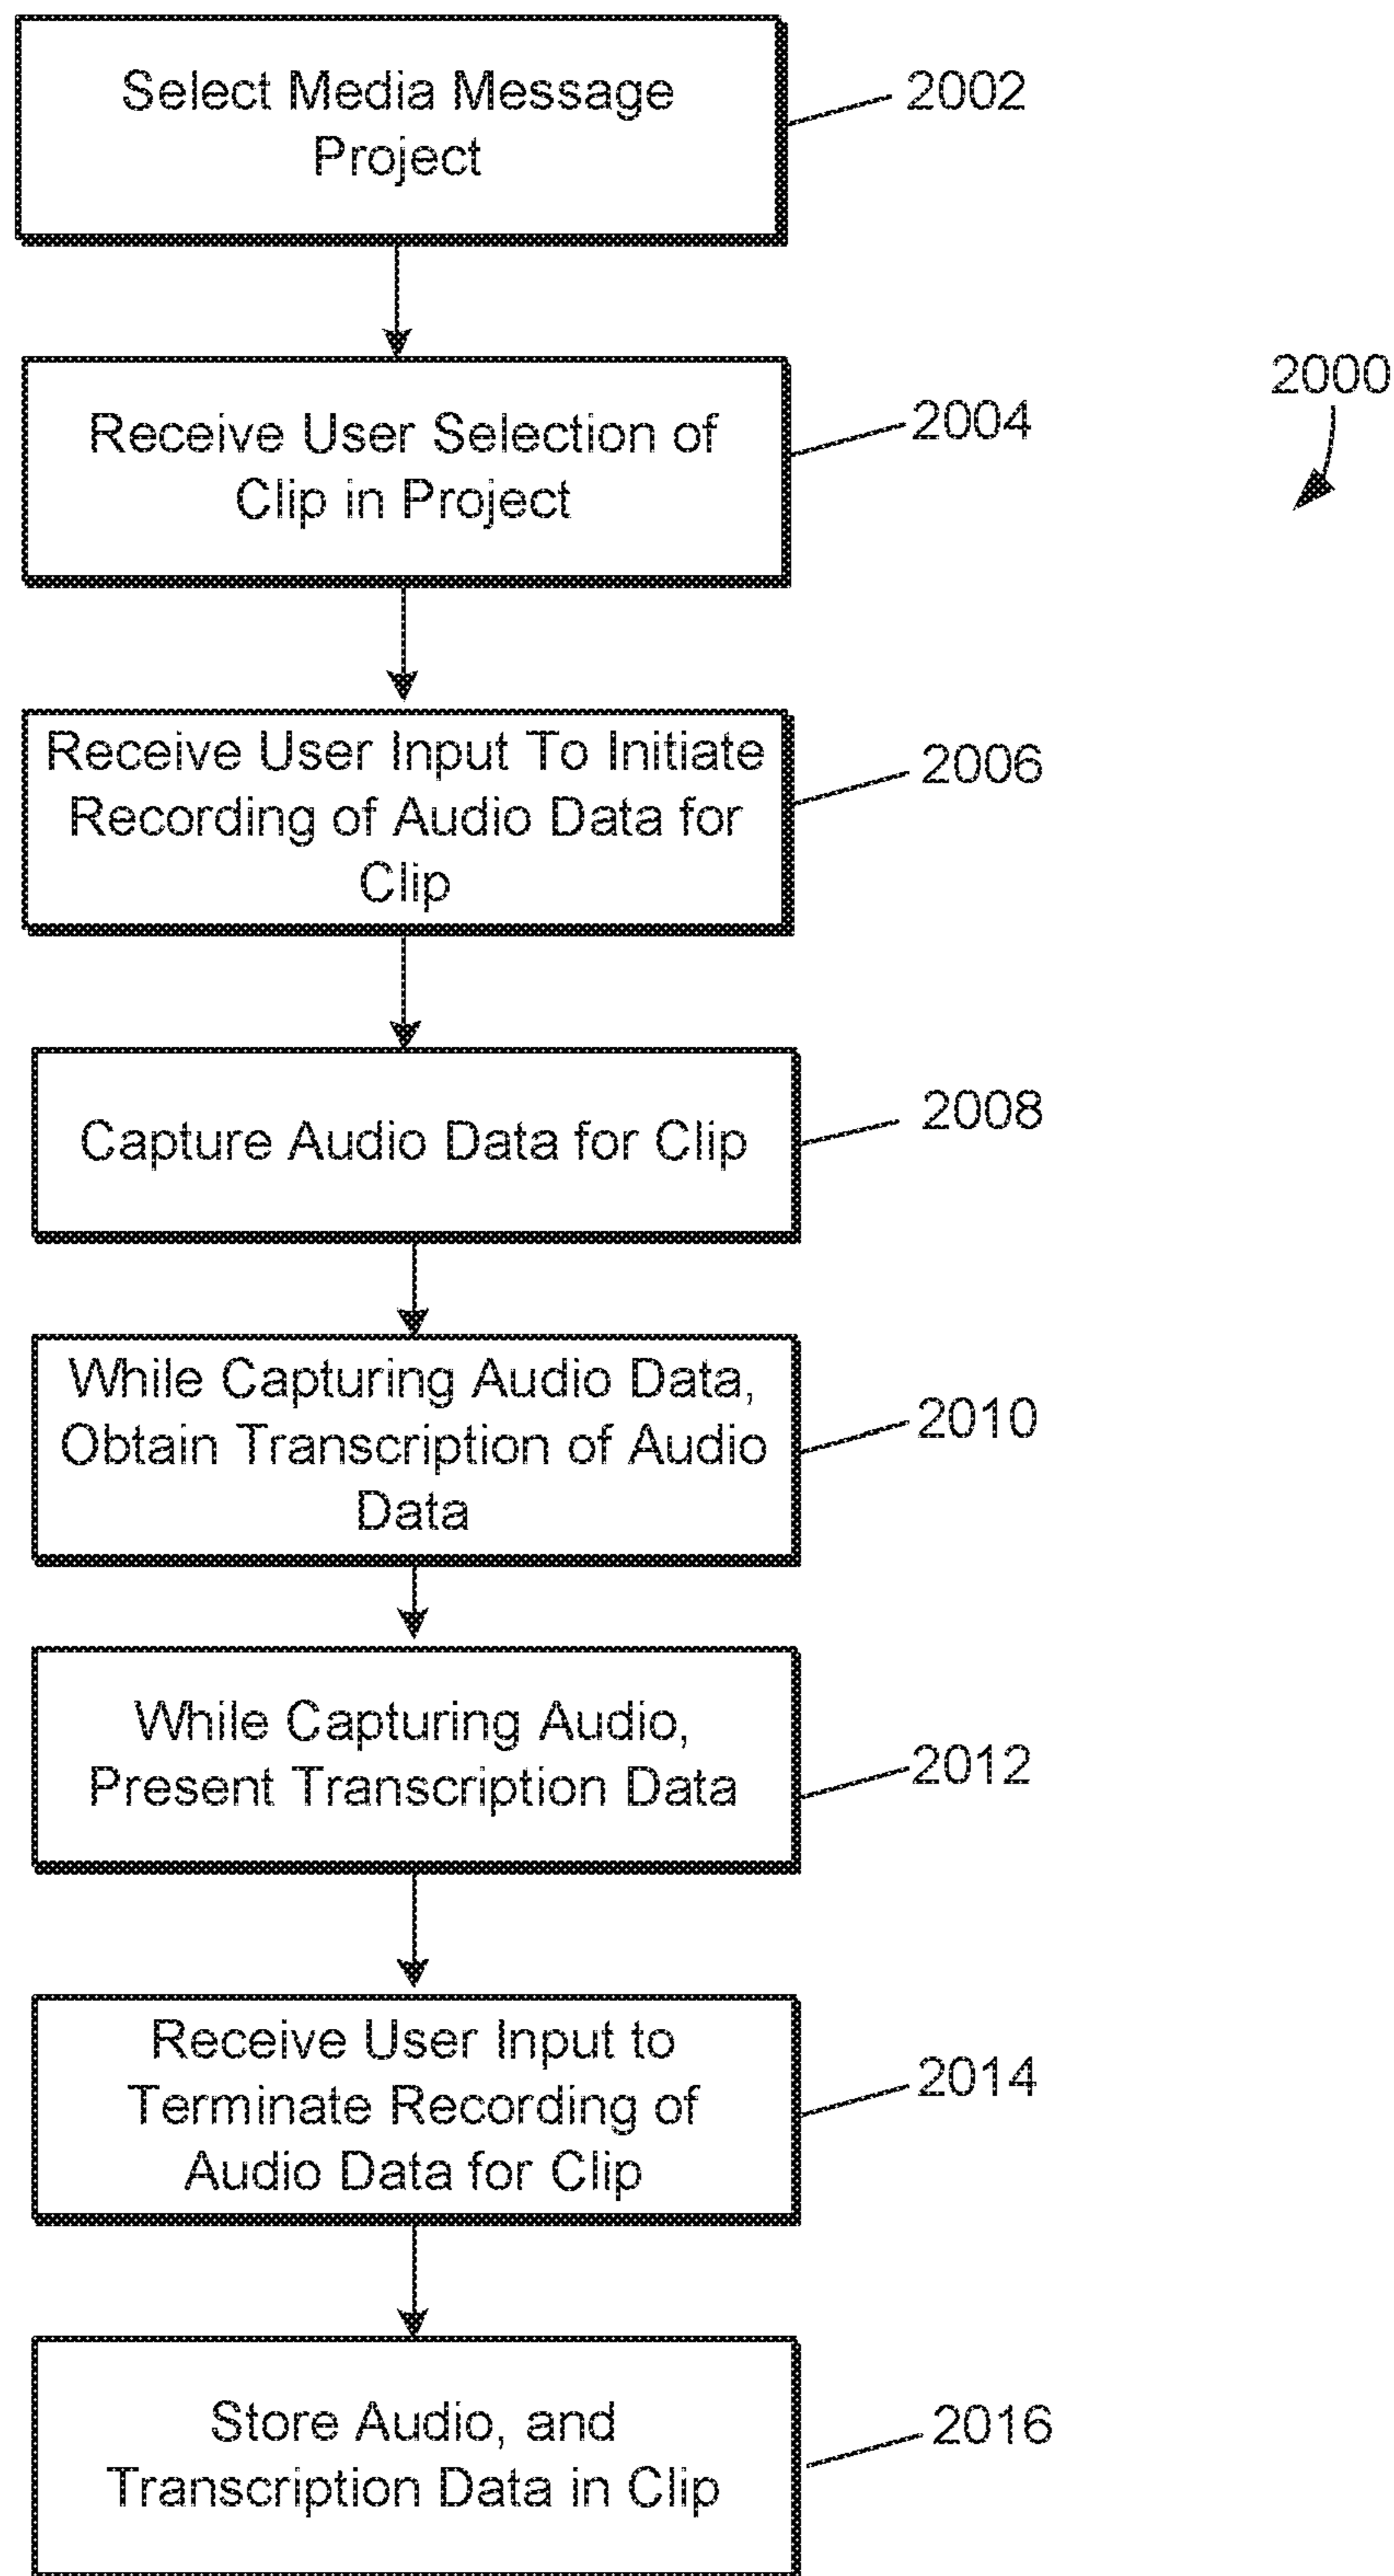 Select Media Message
Project
2002
Receive User Selection of
Clip in Project
2004
2000
Receive User Input To Initiate
Recording of Audio Data for
Clip
2006
Capture Audio Data for Clip
2008
While Capturing Audio Data,
Obtain Transcription of Audio
Data
2010
While Capturing Audio,
Present Transcription Data
2012
Receive User Input to
Terminate Recording of
Audio Data for Clip
2014
Store Audio, and
Transcription Data in Clip
2016